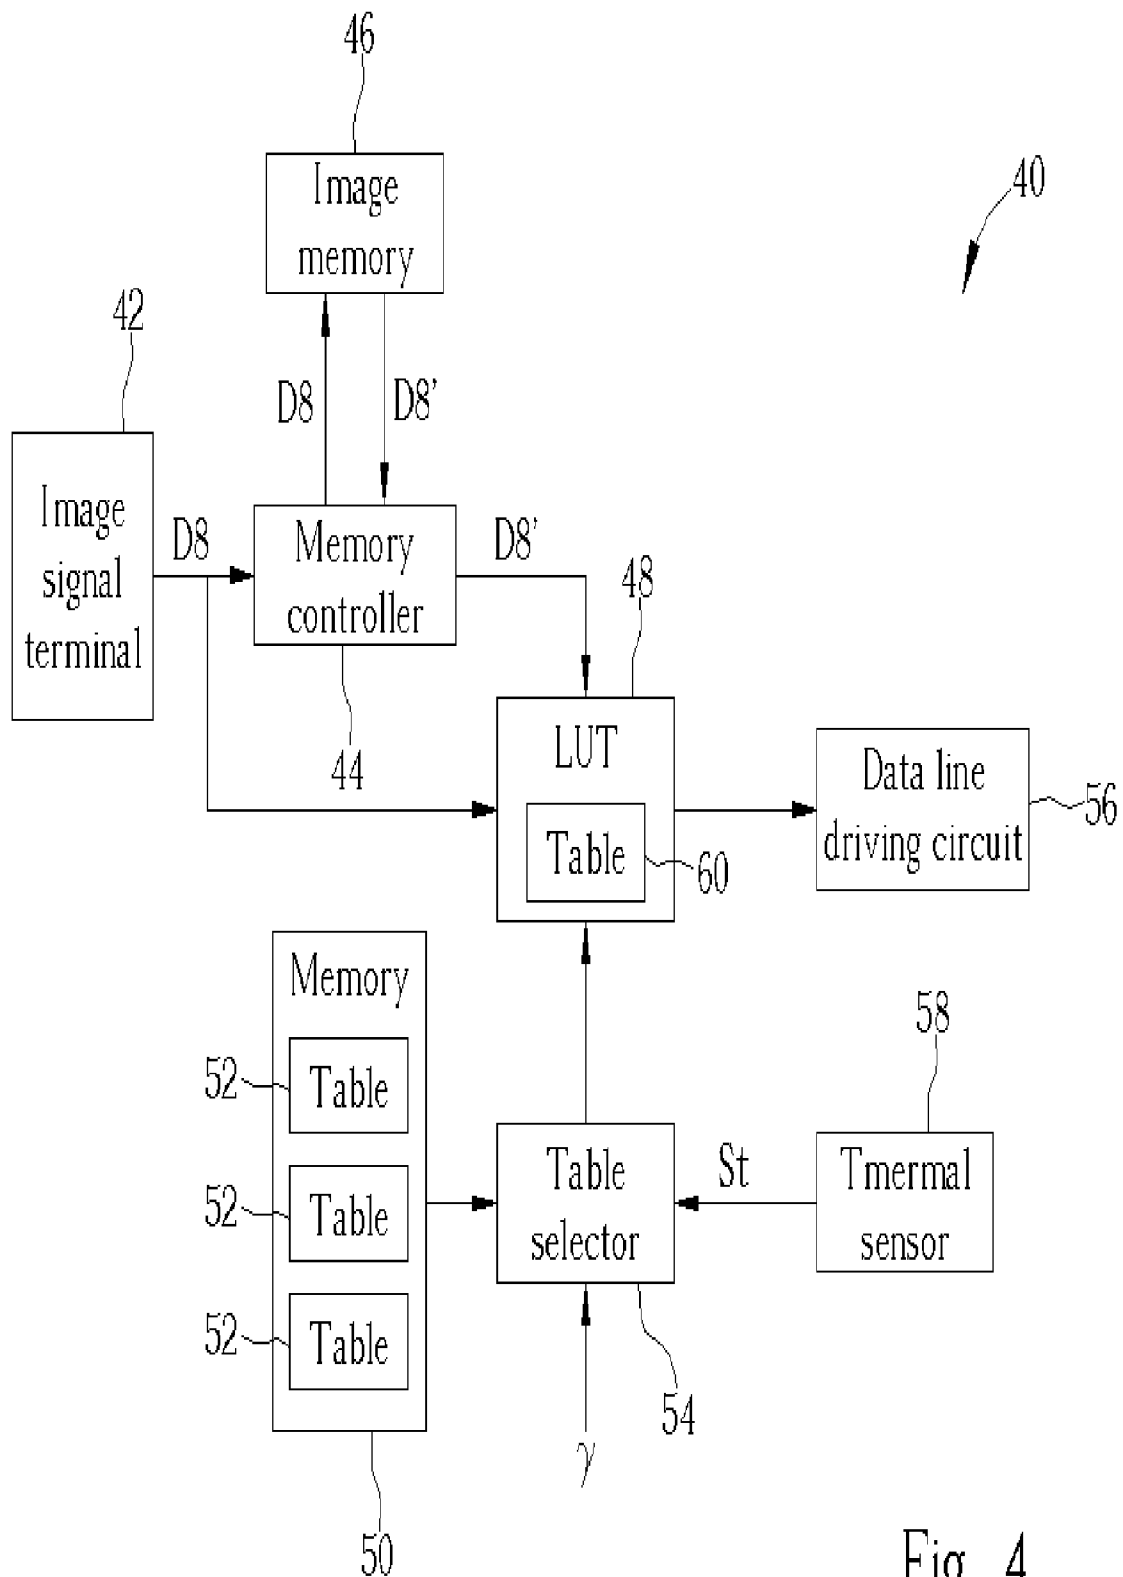 46
Image
memory
40
42
D8
D8'
Image
signal
terminal
D8
Memory
controller
D8'
48
44
LUT
Table
60
Data line
driving circuit
56
Memory
52
Table
52
Table
52
Table
50
Table
selector
54
St
58
Tmermal
sensor
γ
Fig. 4